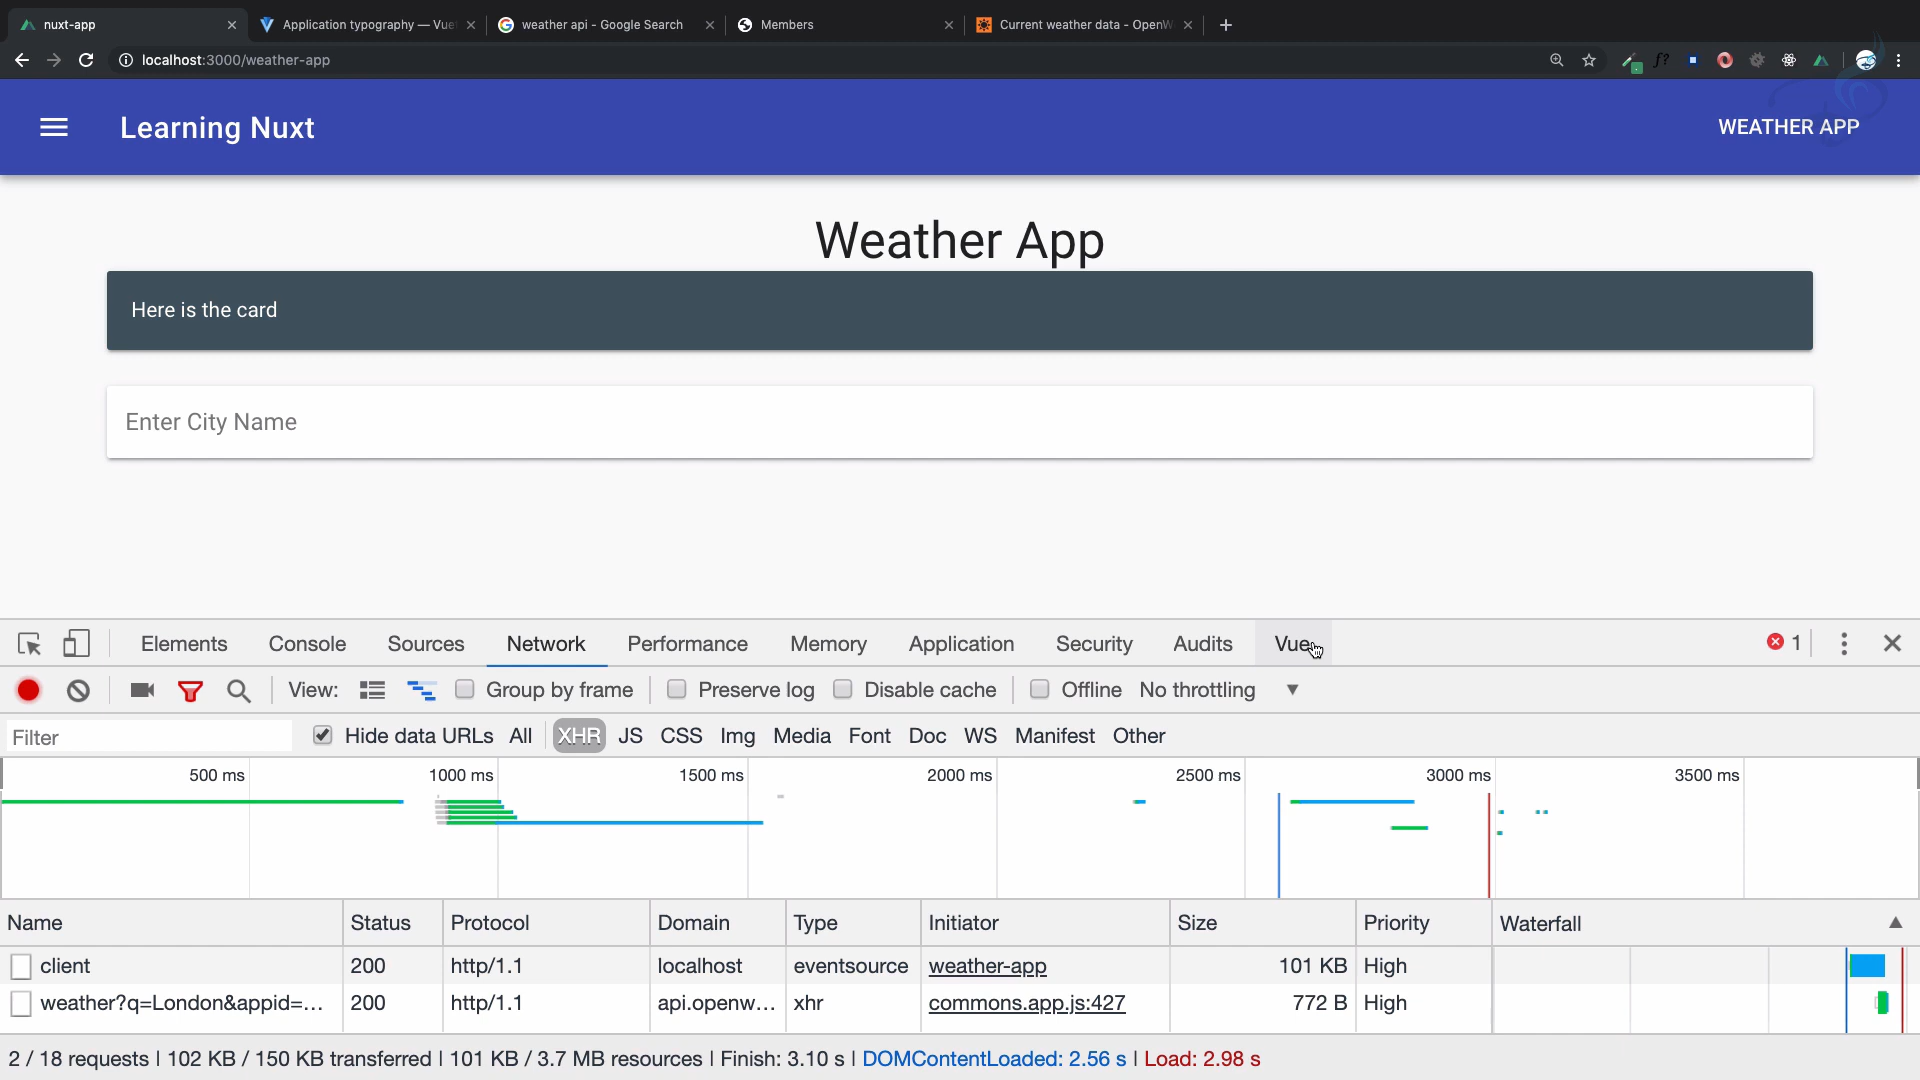 nuxt-app
Application typography — Vue
weather api - Google Search
Members
Current weather data - OpenW
localhost:3000/weather-app
f?
Learning Nuxt
WEATHER APP
Weather App
Here is the card
Enter City Name
Elements Console Sources Network Performance Memory Application Security Audits Vue
1
View: Group by frame Preserve log Disable cache Offline No throttling
Filter Hide data URLs All XHR JS CSS Img Media Font Doc WS Manifest Other
500 ms 1000 ms 1500 ms 2000 ms 2500 ms 3000 ms 3500 ms
Name Status Protocol Domain Type Initiator Size Priority Waterfall
client 200 http/1.1 localhost eventsource weather-app 101 KB High
weather?q=London&appid=... 200 http/1.1 api.openw... xhr commons.app.js:427 772 B High
2 / 18 requests | 102 KB / 150 KB transferred | 101 KB / 3.7 MB resources | Finish: 3.10 s | DOMContentLoaded: 2.56 s | Load: 2.98 s